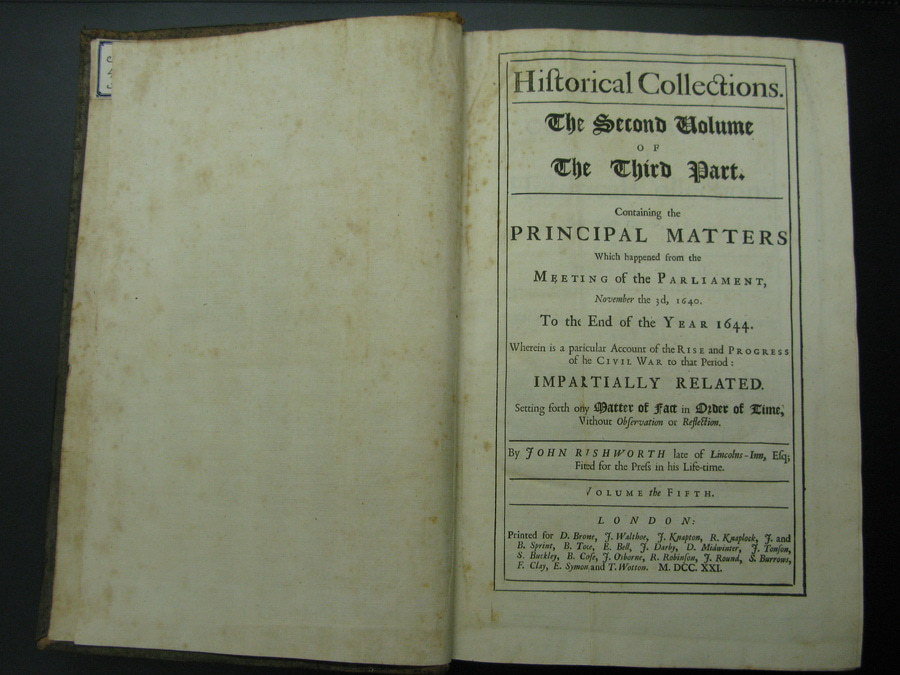 Hiſtorical Collections.
The Second Volume
OF
The Third Part.
Containing the
PRINCIPAL MATTERS
Which happened from the
MEETING of the PARLIAMENT,
November the 3d, 1640.
To the End of the YEAR 1644.
Wherein is a paricular Account of the RISE and PROGRESS
of he CIVIL WAR to that Period:
IMPARTIALLY RELATED.
Setting forth ony Matter of Fact in Order of Time,
Vithout Obſervation or Reflection.
By JOHN RISHWORTH late of Lincolns-Inn, Eſq;
Fited for the Preſs in his Life-time.
VOLUME the FIFTH.
LONDON:
Printed for D. Brone, J. Walthoe, J. Knapton, R. Knaplock, J. and
B. Sprint, B. Tooe, E. Bell, J. Darby, D. Midwinter, J. Tonſon,
S. Buckley, B. Coſe, J. Osborne, R. Robinſon, J. Round, S. Burrows,
F. Clay, E. Symon and T. Wotton. M. DCC. XXI.